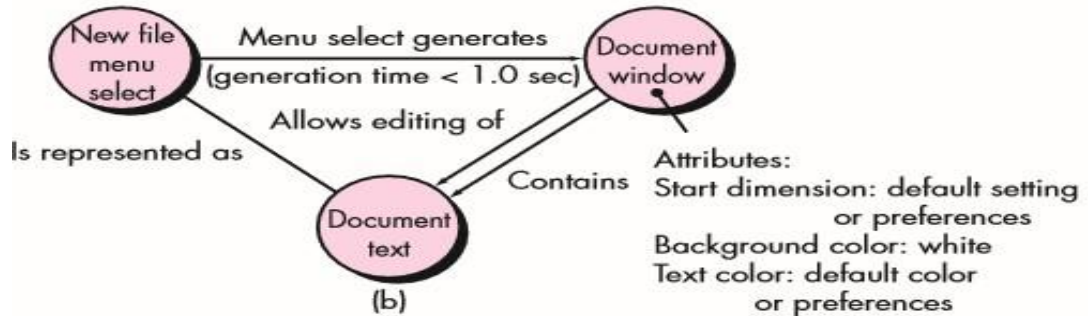 New file
menu
select
Menu select generates
(generation time < 1.0 sec)
Document
window
Allows editing of
Is represented as
Contains
Document
text
Attributes:
Start dimension: default setting
or preferences
Background color: white
Text color: default color
or preferences
(b)